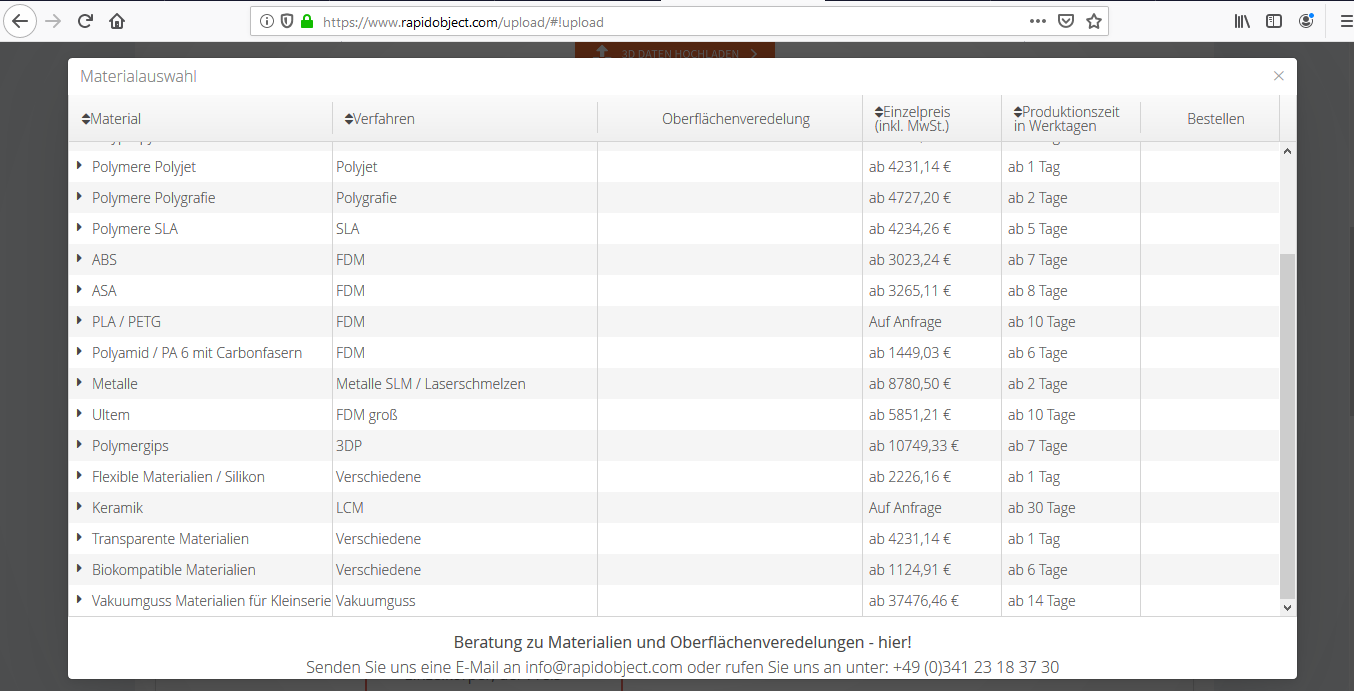 https://www.rapidobject.com/upload/#!upload
3D DATEN HOCHLADEN
Materialauswahl
Material Verfahren Oberflächenveredelung Einzelpreis (inkl. MwSt.) Produktionszeit in Werktagen Bestellen
Polymere Polyjet Polyjet ab 4231,14 € ab 1 Tag
Polymere Polygrafie Polygrafie ab 4727,20 € ab 2 Tage
Polymere SLA SLA ab 4234,26 € ab 5 Tage
ABS FDM ab 3023,24 € ab 7 Tage
ASA FDM ab 3265,11 € ab 8 Tage
PLA / PETG FDM Auf Anfrage ab 10 Tage
Polyamid / PA 6 mit Carbonfasern FDM ab 1449,03 € ab 6 Tage
Metalle Metalle SLM / Laserschmelzen ab 8780,50 € ab 2 Tage
Ultem FDM groß ab 5851,21 € ab 10 Tage
Polymergips 3DP ab 10749,33 € ab 7 Tage
Flexible Materialien / Silikon Verschiedene ab 2226,16 € ab 1 Tag
Keramik LCM Auf Anfrage ab 30 Tage
Transparente Materialien Verschiedene ab 4231,14 € ab 1 Tag
Biokompatible Materialien Verschiedene ab 1124,91 € ab 6 Tage
Vakuumguss Materialien für Kleinserie Vakuumguss ab 37476,46 € ab 14 Tage
Beratung zu Materialien und Oberflächenveredelungen - hier!
Senden Sie uns eine E-Mail an info@rapidobject.com oder rufen Sie uns an unter: +49 (0)341 23 18 37 30